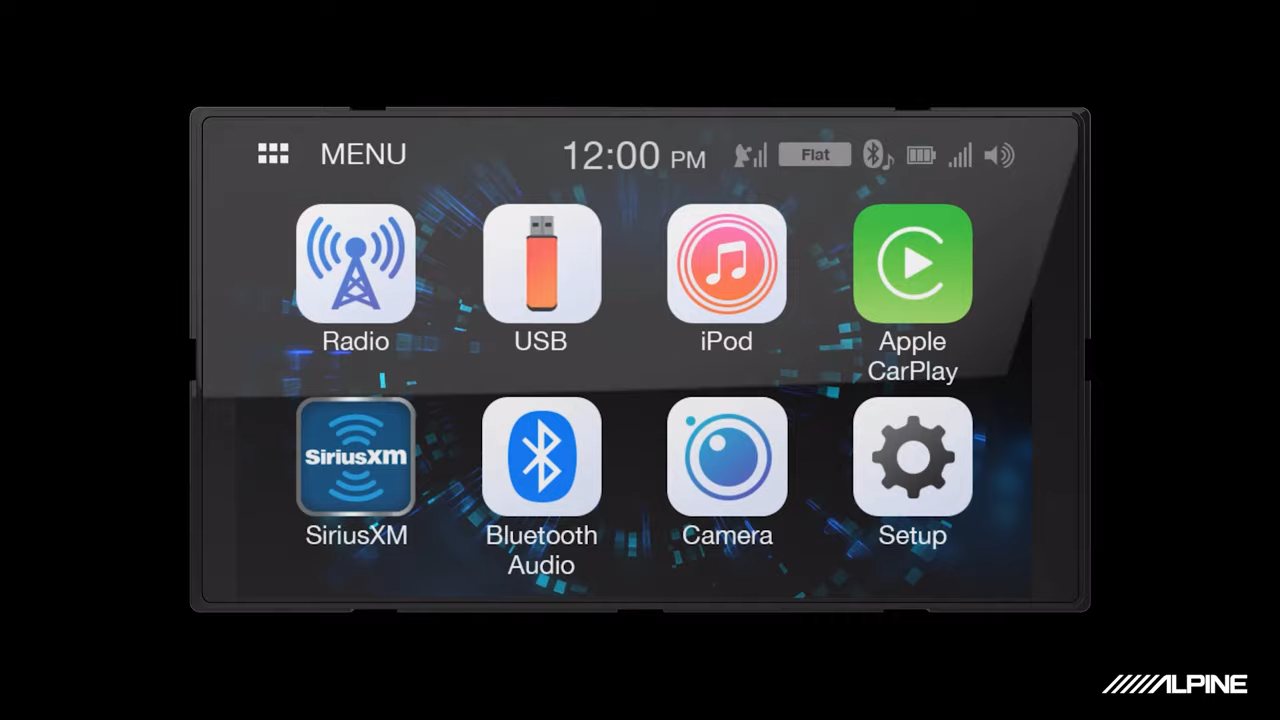 MENU 12:00 PM Flat
Radio USB iPod Apple CarPlay
SiriusXM
SiriusXM Bluetooth Audio Camera Setup
ALPINE